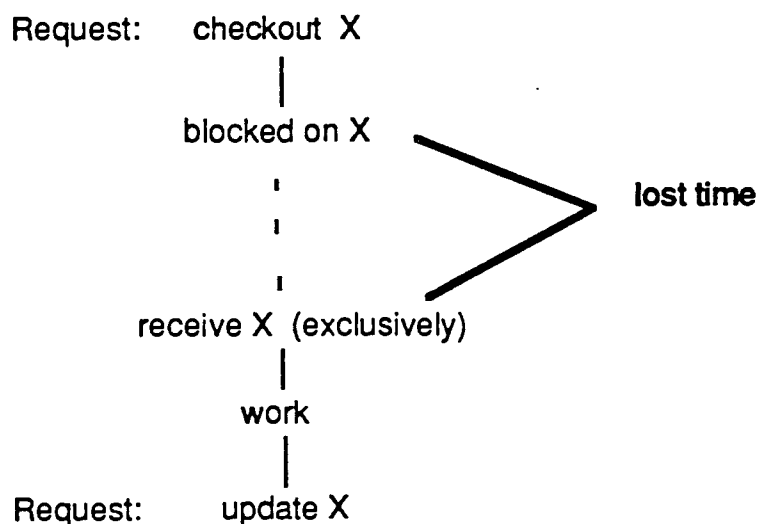 Request: checkout X
blocked on X
lost time
receive X (exclusively)
work
Request: update X